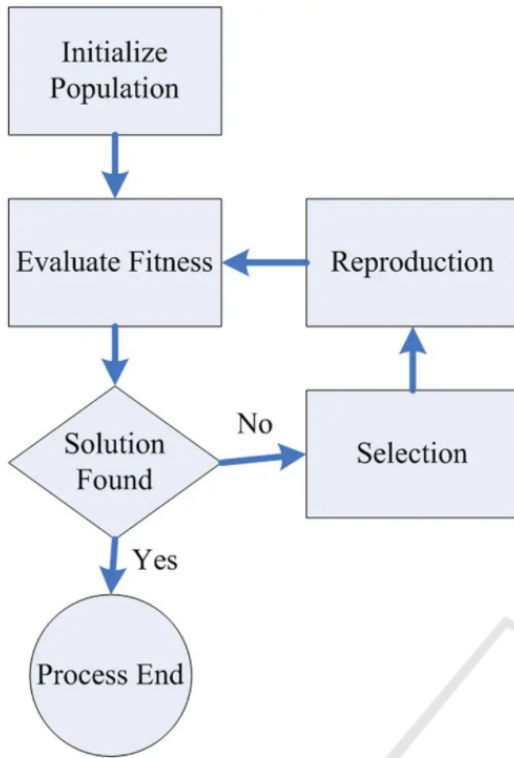 Initialize
Population
Evaluate Fitness
Reproduction
Solution
Found
No
Selection
Yes
Process End